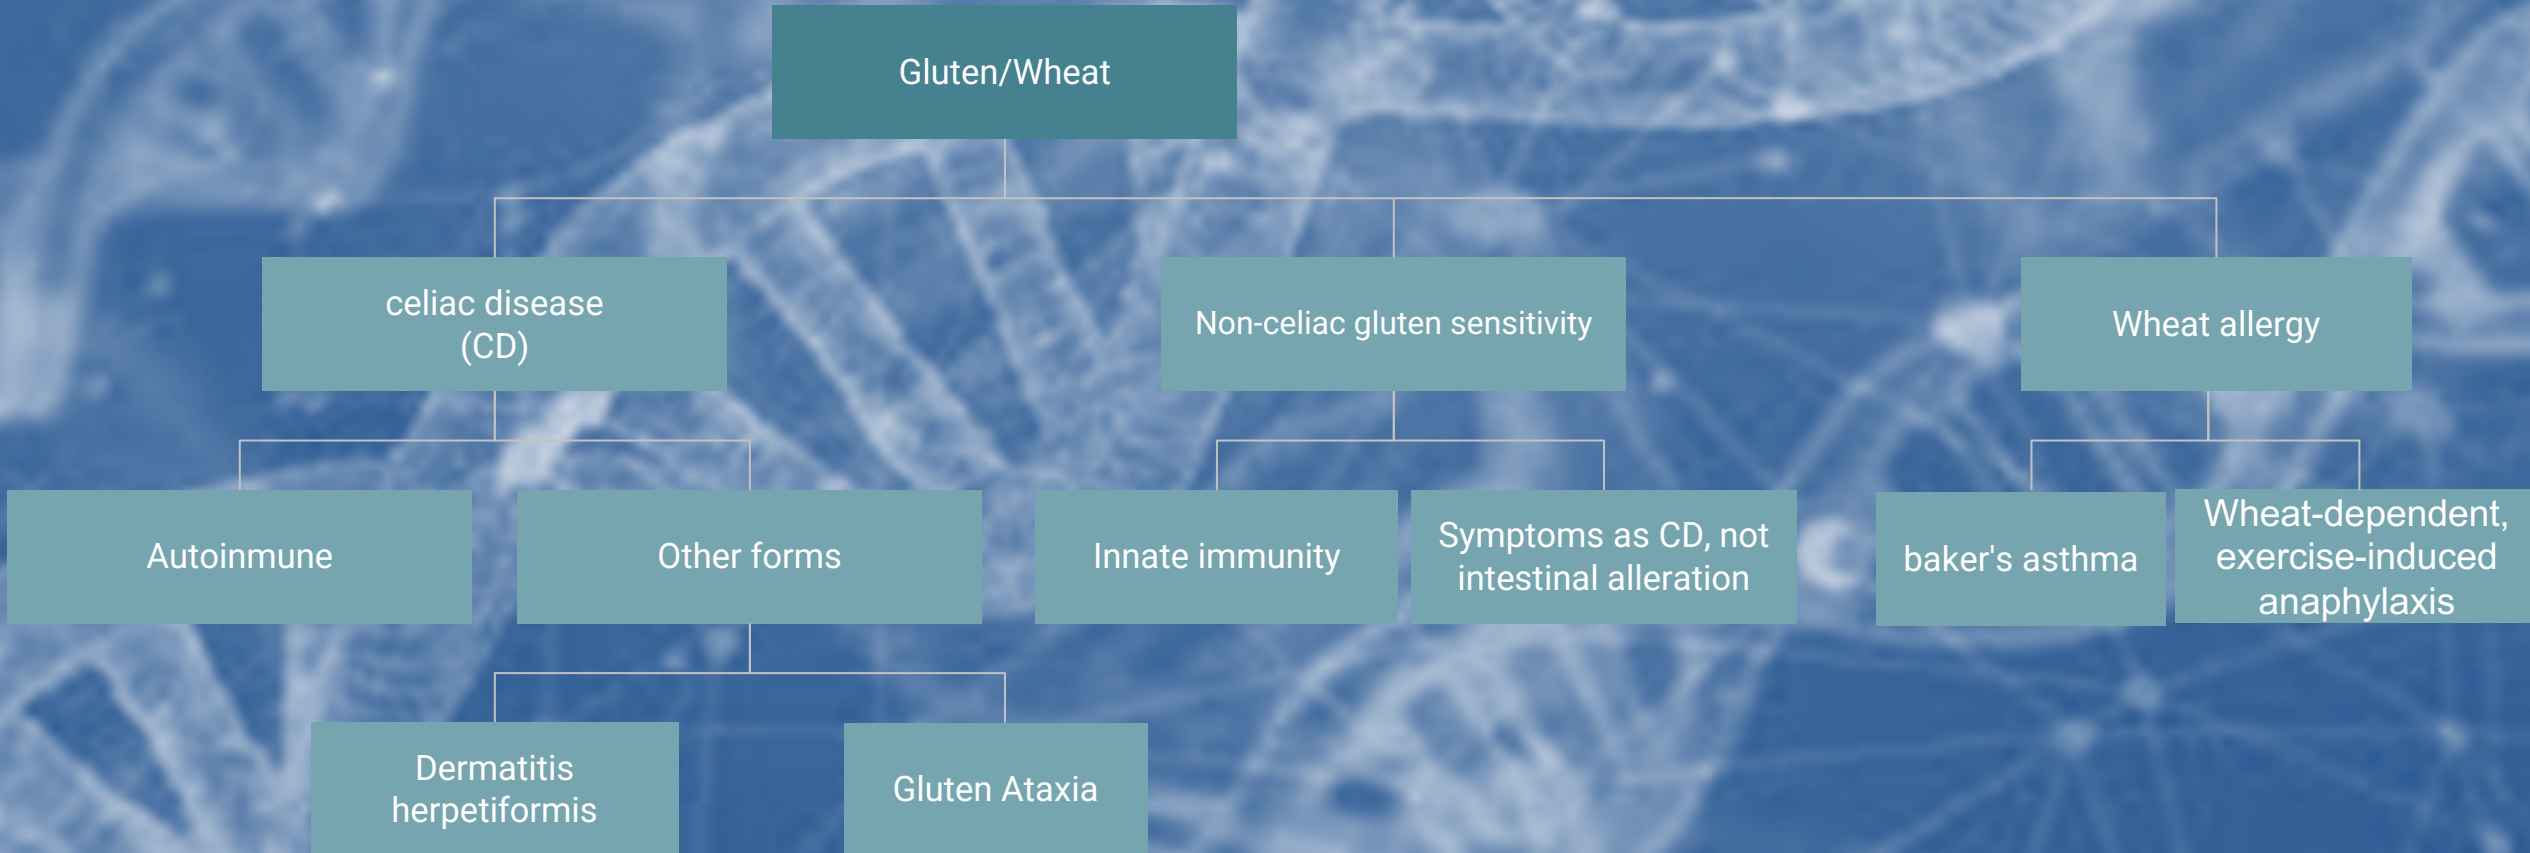 Gluten/Wheat
celiac disease
(CD)
Non-celiac gluten sensitivity
Wheat allergy
Autoinmune
Other forms
Innate immunity
Symptoms as CD, not
intestinal alleration
baker's asthma
Wheat-dependent,
exercise-induced
anaphylaxis
Dermatitis
herpetiformis
Gluten Ataxia